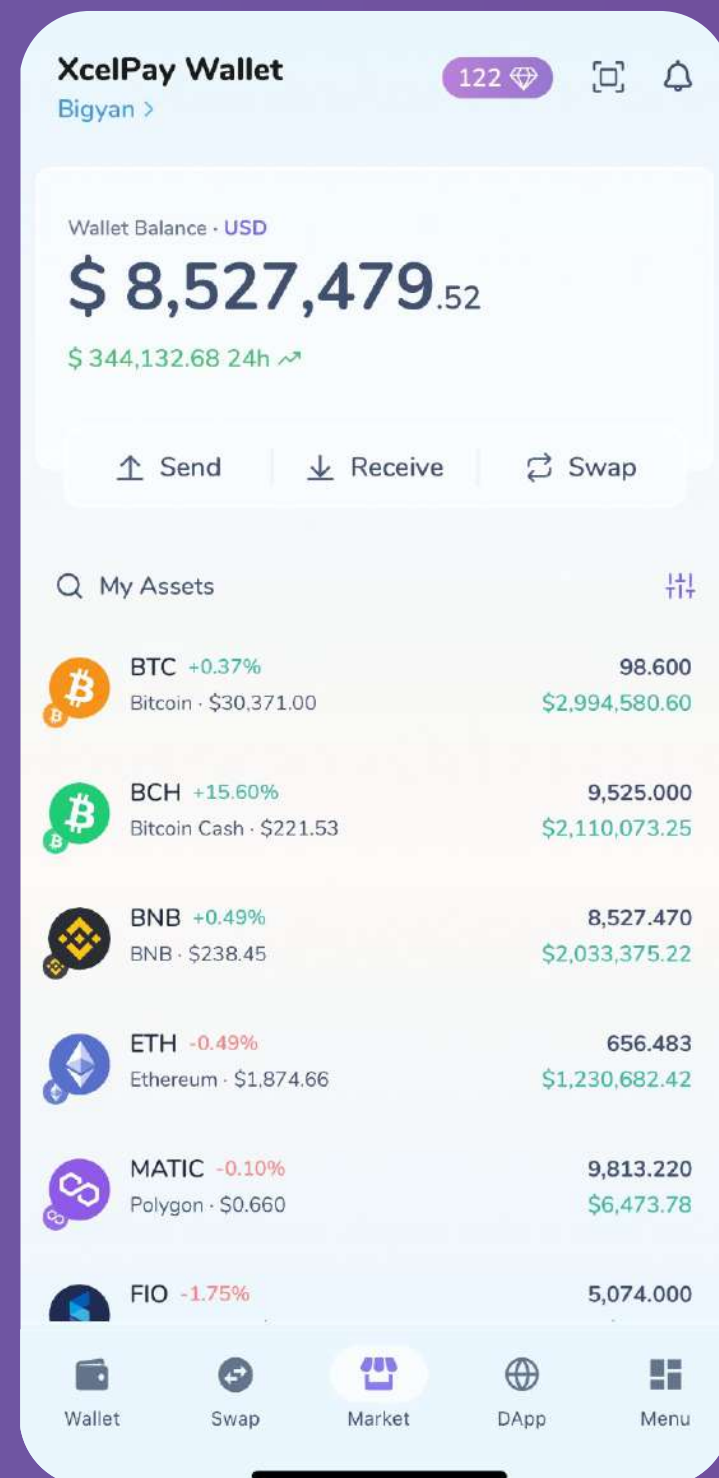 XcelPay Wallet
122
Bigyan >
Wallet Balance · USD
$ 8,527,479.52
$ 344,132.68 24h
Send
Receive
Swap
My Assets
BTC +0.37% 98.600
Bitcoin · $30,371.00 $2,994,580.60
BCH +15.60% 9,525.000
Bitcoin Cash · $221.53 $2,110,073.25
BNB +0.49% 8,527.470
BNB · $238.45 $2,033,375.22
ETH -0.49% 656.483
Ethereum · $1,874.66 $1,230,682.42
MATIC -0.10% 9,813.220
Polygon · $0.660 $6,473.78
FIO -1.75% 5,074.000
Wallet
Swap
Market
DApp
Menu